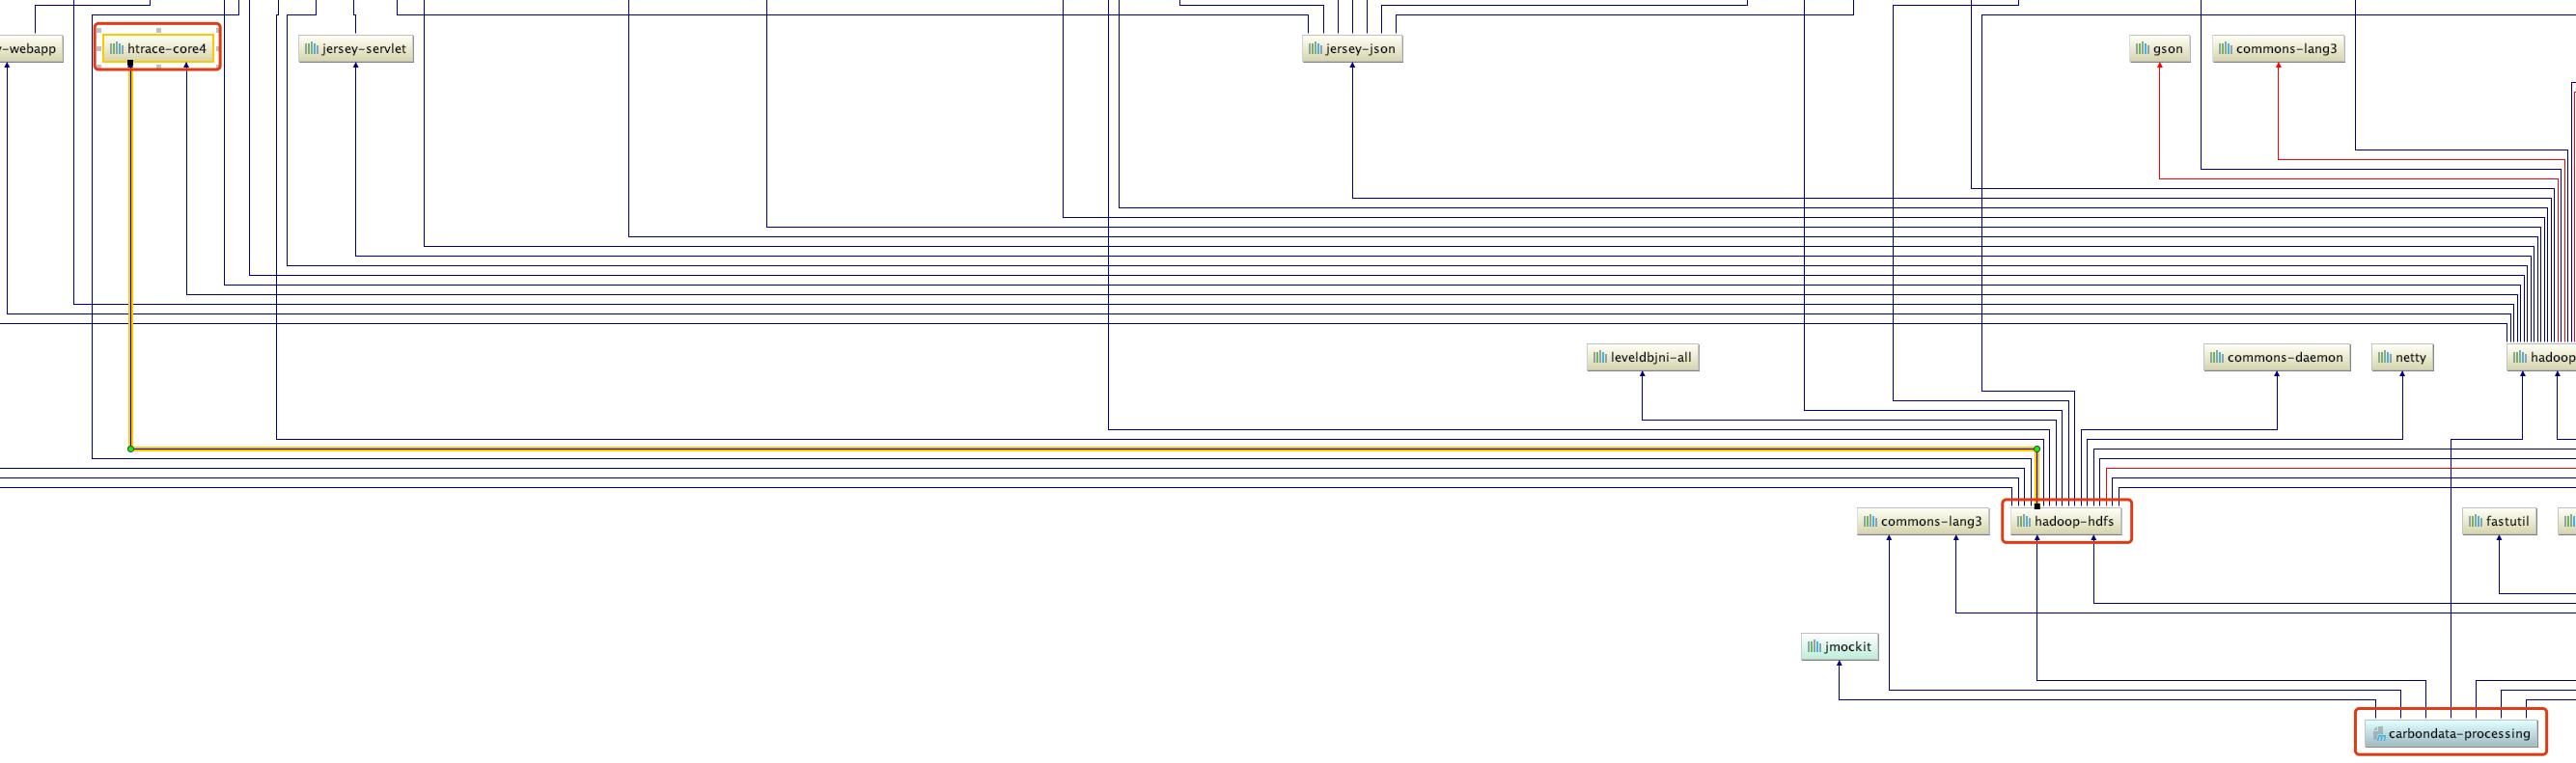 -webapp
htrace-core4
jersey-servlet
jersey-json
gson
commons-lang3
leveldbjni-all
commons-daemon
netty
hadoop
commons-lang3
hadoop-hdfs
fastutil
jmockit
carbondata-processing